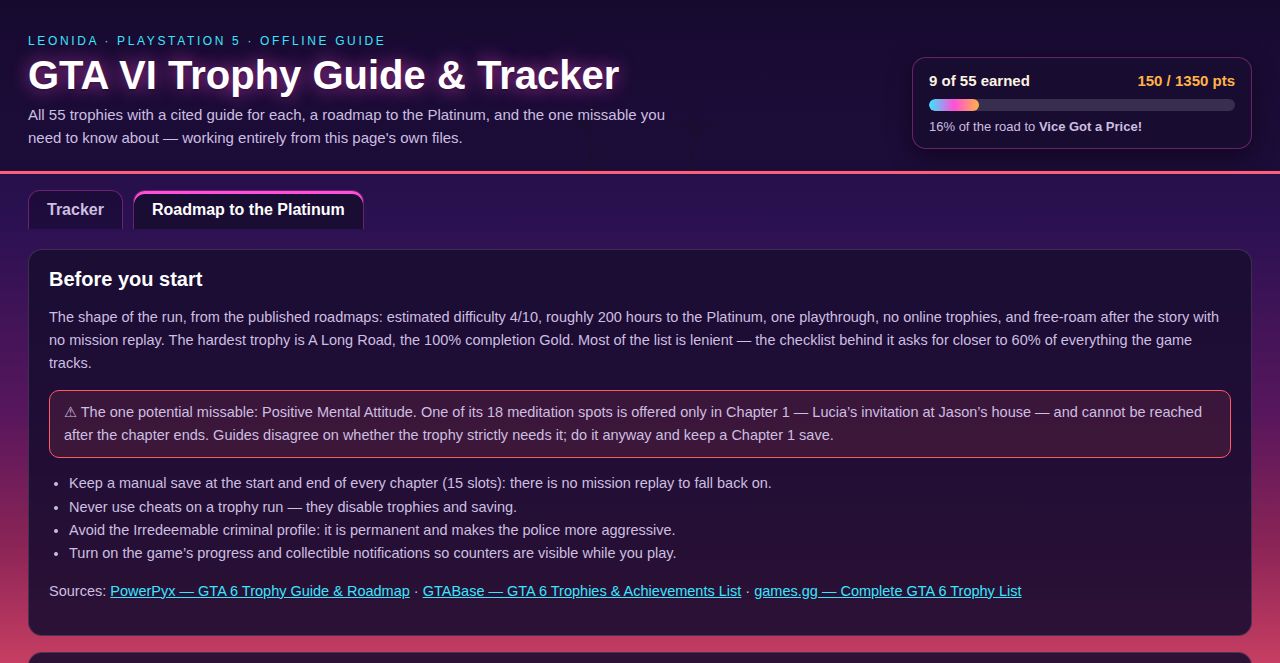 LEONIDA · PLAYSTATION 5 · OFFLINE GUIDE
GTA VI Trophy Guide & Tracker
All 55 trophies with a cited guide for each, a roadmap to the Platinum, and the one missable you
need to know about — working entirely from this page's own files.
9 of 55 earned 150 / 1350 pts
16% of the road to Vice Got a Price!
Tracker Roadmap to the Platinum
Before you start
The shape of the run, from the published roadmaps: estimated difficulty 4/10, roughly 200 hours to the Platinum, one playthrough, no online trophies, and free-roam after the story with
no mission replay. The hardest trophy is A Long Road, the 100% completion Gold. Most of the list is lenient — the checklist behind it asks for closer to 60% of everything the game
tracks.
⚠ The one potential missable: Positive Mental Attitude. One of its 18 meditation spots is offered only in Chapter 1 — Lucia’s invitation at Jason’s house — and cannot be reached
after the chapter ends. Guides disagree on whether the trophy strictly needs it; do it anyway and keep a Chapter 1 save.
• Keep a manual save at the start and end of every chapter (15 slots): there is no mission replay to fall back on.
• Never use cheats on a trophy run — they disable trophies and saving.
• Avoid the Irredeemable criminal profile: it is permanent and makes the police more aggressive.
• Turn on the game’s progress and collectible notifications so counters are visible while you play.
Sources: PowerPyx — GTA 6 Trophy Guide & Roadmap · GTABase — GTA 6 Trophies & Achievements List · games.gg — Complete GTA 6 Trophy List